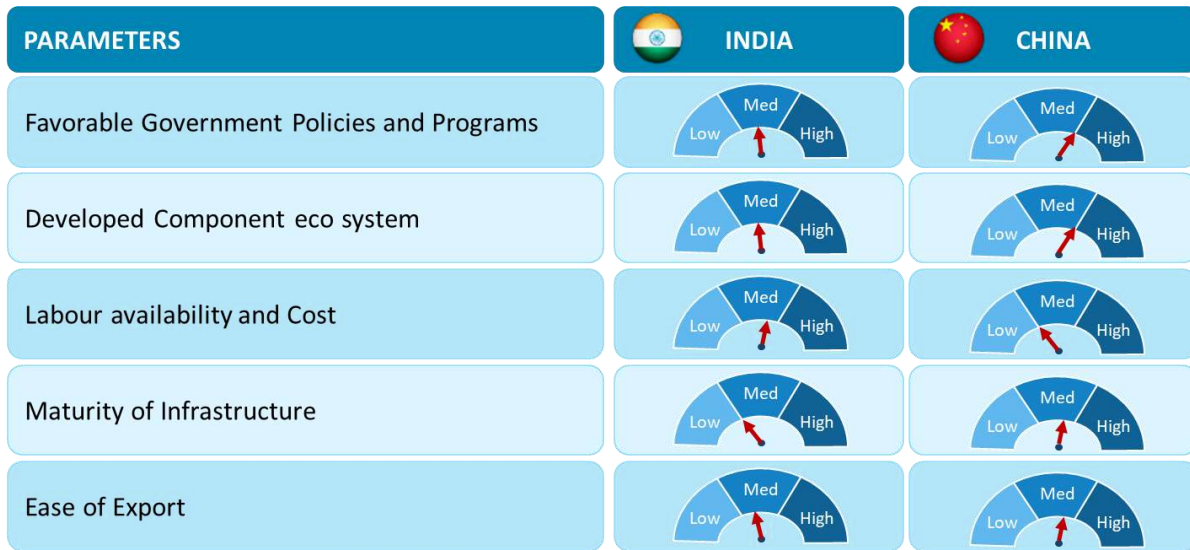 PARAMETERS INDIA CHINA
Favorable Government Policies and Programs
Low Med High
Low Med High
Developed Component eco system
Low Med High
Low Med High
Labour availability and Cost
Low Med High
Low Med High
Maturity of Infrastructure
Low Med High
Low Med High
Ease of Export
Low Med High
Low Med High